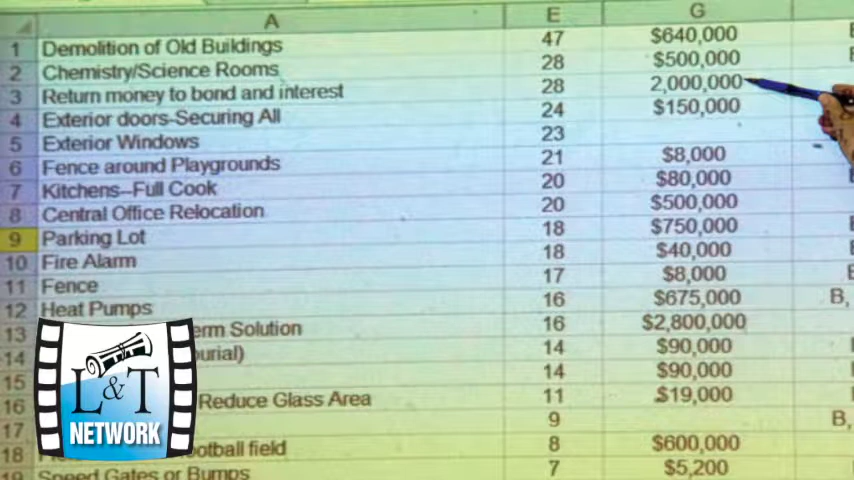 A E G
1 Demolition of Old Buildings 47 $640,000
2 Chemistry/Science Rooms 28 $500,000
3 Return money to bond and interest 28 2,000,000
4 Exterior doors-Securing All 24 $150,000
5 Exterior Windows 23
6 Fence around Playgrounds 21 $8,000
7 Kitchens--Full Cook 20 $80,000
8 Central Office Relocation 20 $500,000
9 Parking Lot 18 $750,000
10 Fire Alarm 18 $40,000
11 Fence 17 $8,000
12 Heat Pumps 16 $675,000 B,
13 Solution 16 $2,800,000
14 14 $90,000
15 14 $90,000
16 Reduce Glass Area 11 $19,000
17 9 B,
18 field 8 $600,000
19 Speed Gates or Bumps 7 $5,200
L&T
NETWORK